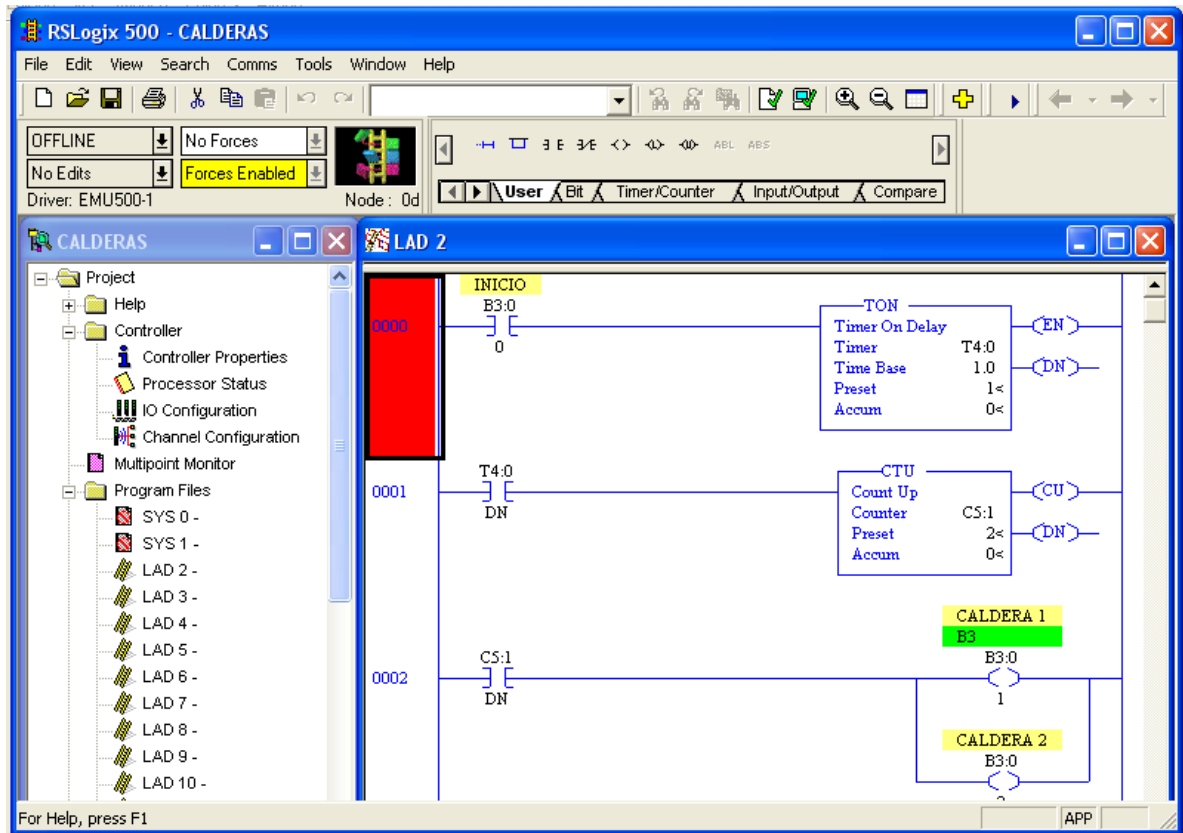 RSLogix 500 - CALDERAS
File Edit View Search Comms Tools Window Help
OFFLINE No Forces
No Edits Forces Enabled
Driver: EMU500-1 Node : 0d
ABL ABS
User Bit Timer/Counter Input/Output Compare
CALDERAS
Project
Help
Controller
Controller Properties
Processor Status
IO Configuration
Channel Configuration
Multipoint Monitor
Program Files
SYS 0 -
SYS 1 -
LAD 2 -
LAD 3 -
LAD 4 -
LAD 5 -
LAD 6 -
LAD 7 -
LAD 8 -
LAD 9 -
LAD 10 -
LAD 2
0000
INICIO
B3:0
0
TON
Timer On Delay
Timer T4:0
Time Base 1.0
Preset 1<
Accum 0<
EN
DN
0001
T4:0
DN
CTU
Count Up
Counter C5:1
Preset 2<
Accum 0<
CU
DN
0002
C5:1
DN
CALDERA 1
B3
B3:0
1
CALDERA 2
B3:0
For Help, press F1
APP